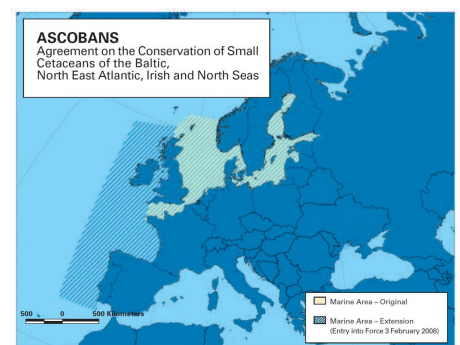 ASCOBANS
Agreement on the Conservation of Small
Cetaceans of the Baltic,
North East Atlantic, Irish and North Seas
500 0 500 Kilometers
Marine Area – Original
Marine Area – Extension
(Entry into Force 3 February 2008)